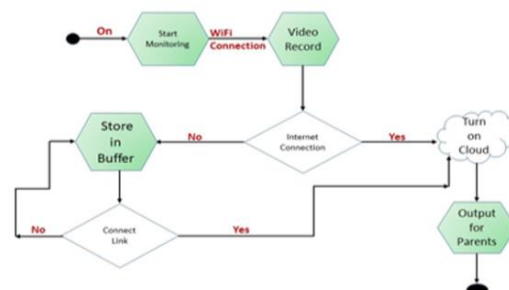 On
Start
Monitoring
WiFi
Connection
Video
Record
Store
in
Buffer
No
Internet
Connection
Yes
Turn
on
Cloud
No
Connect
Link
Yes
Output
for
Parents